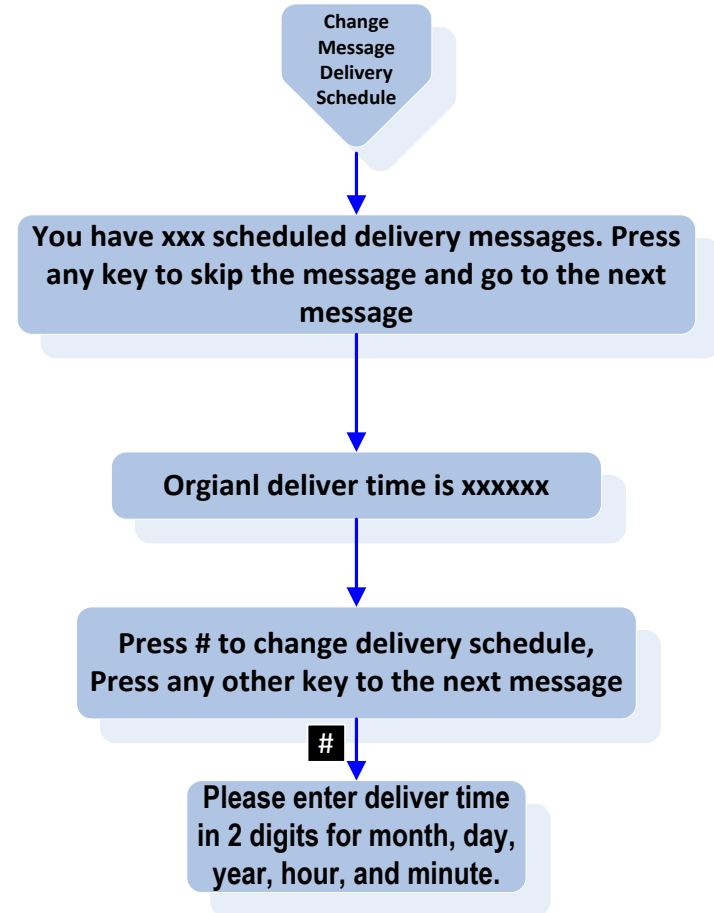 Change
Message
Delivery
Schedule
You have xxx scheduled delivery messages. Press
any key to skip the message and go to the next
message
Orgianl deliver time is xxxxxx
Press # to change delivery schedule,
Press any other key to the next message
#
Please enter deliver time
in 2 digits for month, day,
year, hour, and minute.